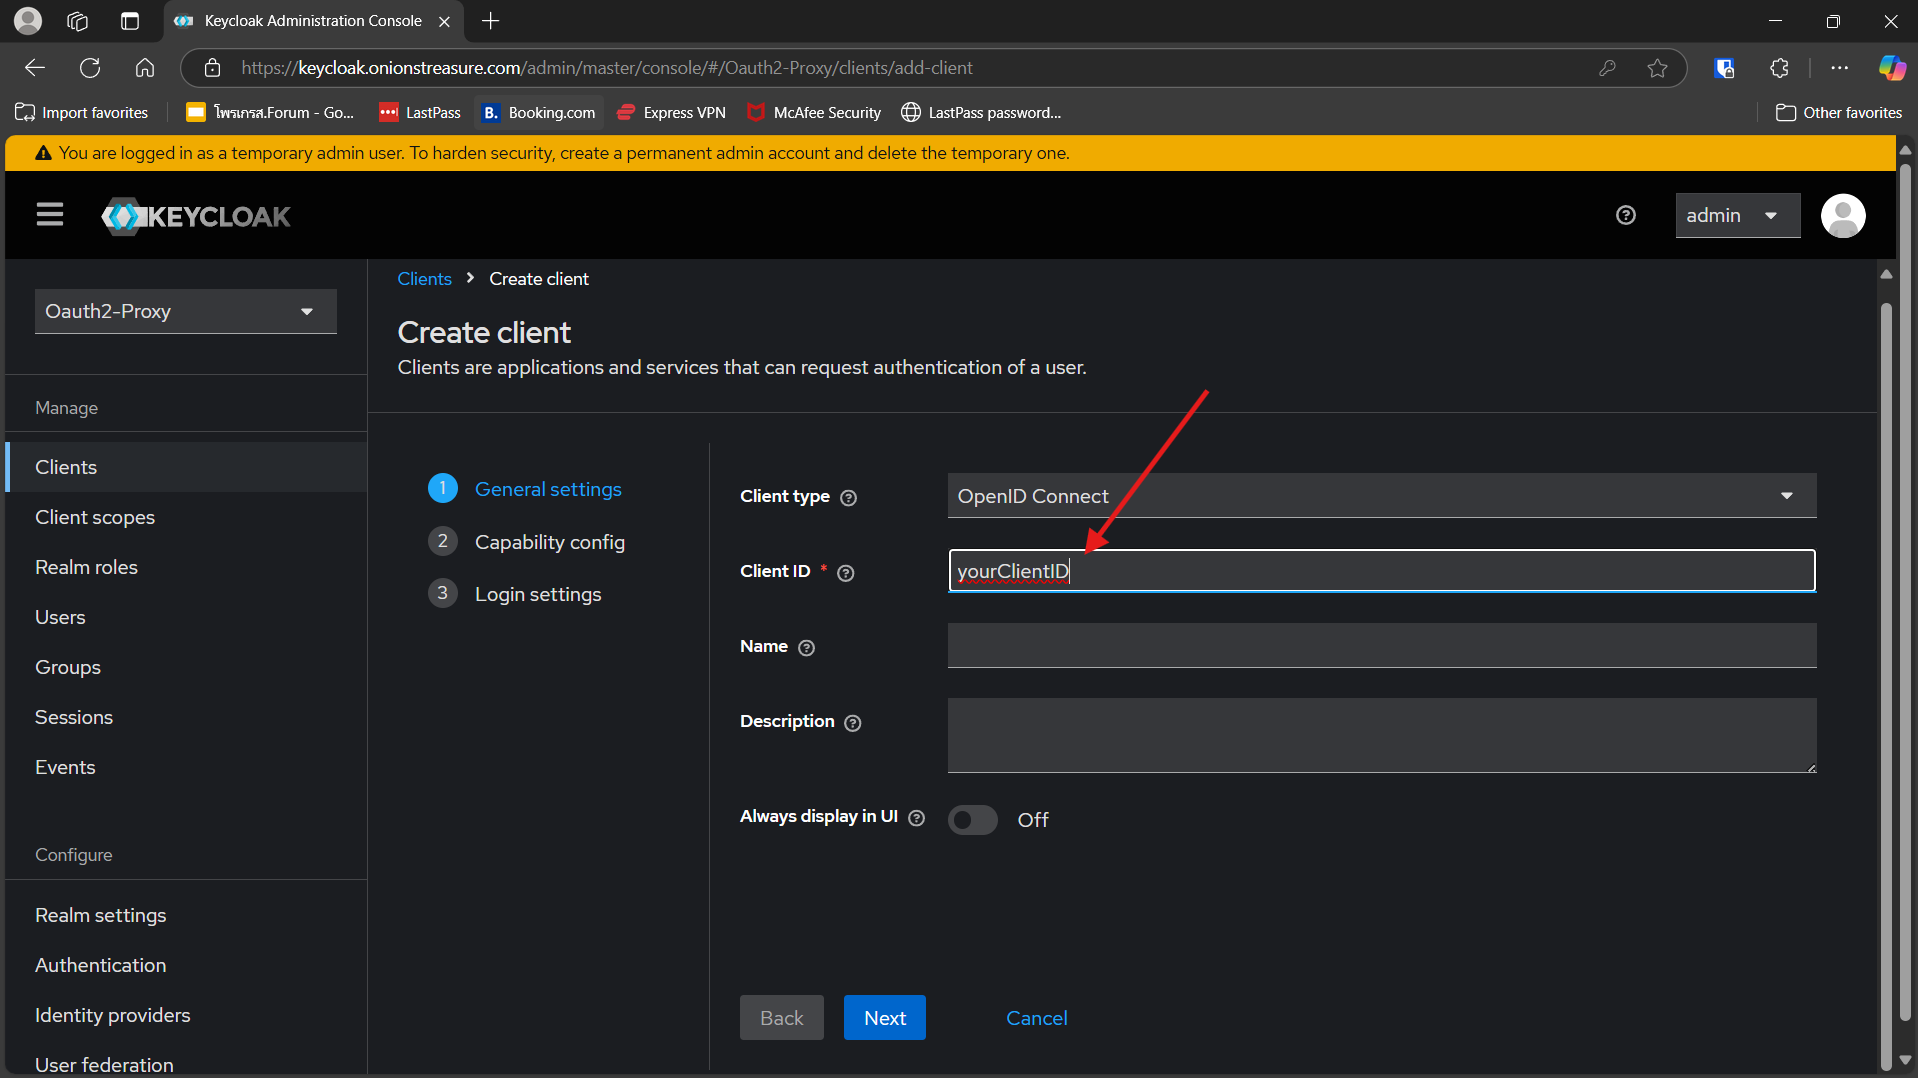 Keycloak Administration Console
https://keycloak.onionstreasure.com/admin/master/console/#/Oauth2-Proxy/clients/add-client
Import favorites
โพรเกรส.Forum - Go...
LastPass
B. Booking.com
Express VPN
McAfee Security
LastPass password...
Other favorites
You are logged in as a temporary admin user. To harden security, create a permanent admin account and delete the temporary one.
KEYCLOAK
admin
Oauth2-Proxy
Manage
Clients
Client scopes
Realm roles
Users
Groups
Sessions
Events
Configure
Realm settings
Authentication
Identity providers
User federation
Clients > Create client
Create client
Clients are applications and services that can request authentication of a user.
1 General settings
2 Capability config
3 Login settings
Client type
OpenID Connect
Client ID *
yourClientID
Name
Description
Always display in UI
Off
Back
Next
Cancel